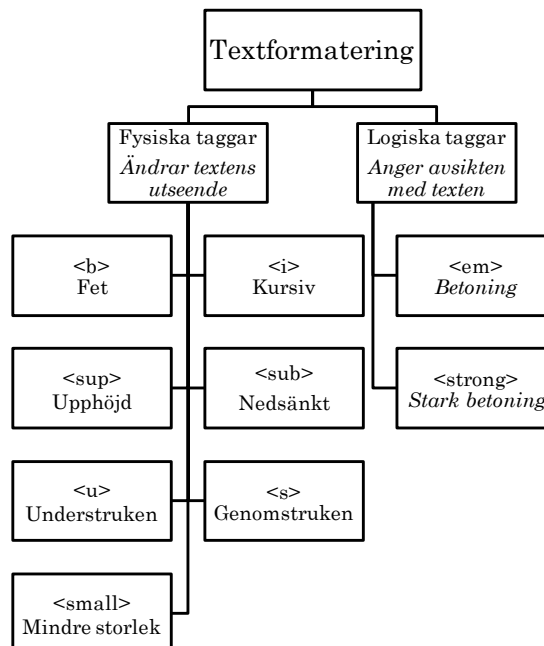 Textformatering
Fysiska taggar
Ändrar textens
utseende
Logiska taggar
Anger avsikten
med texten
<b>
Fet
<i>
Kursiv
<em>
Betoning
<sup>
Upphöjd
<sub>
Nedsänkt
<strong>
Stark betoning
<u>
Understruken
<s>
Genomstruken
<small>
Mindre storlek